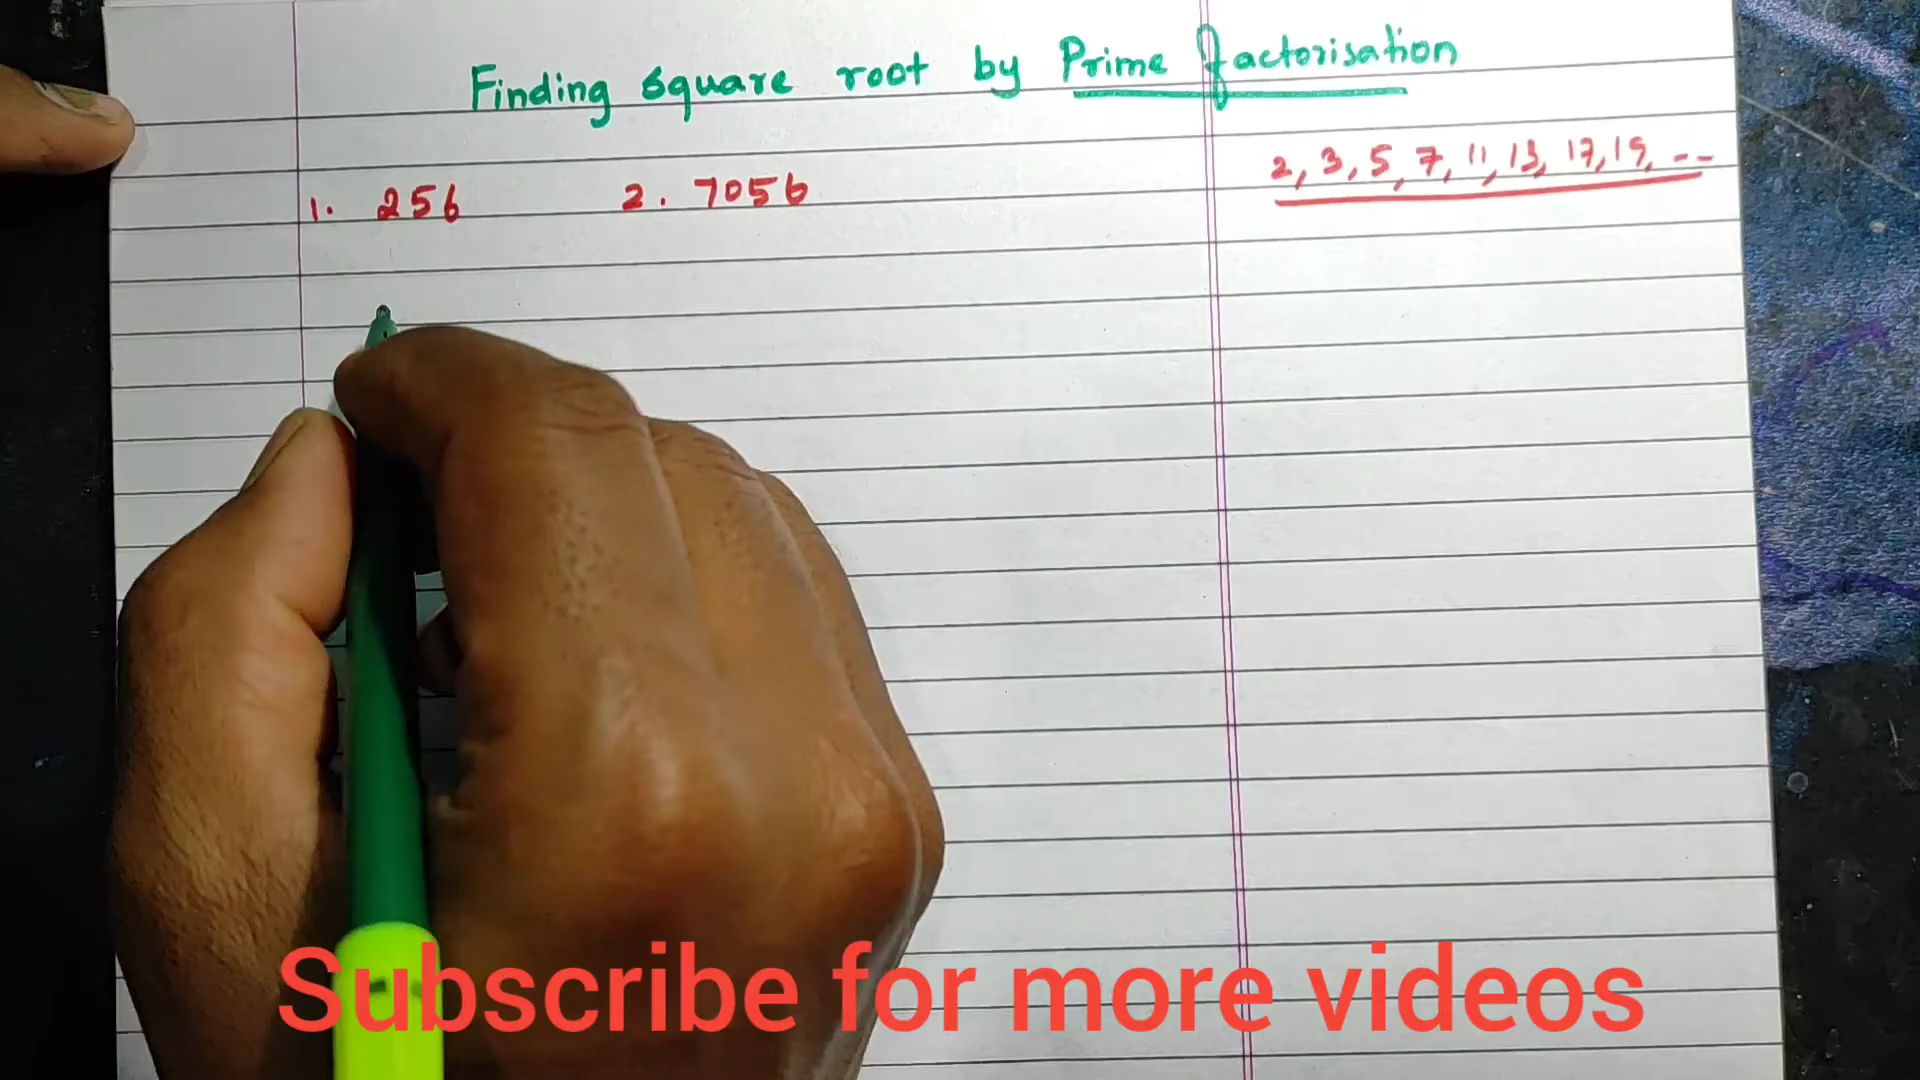 Finding square root by Prime factorisation
2, 3, 5, 7, 11, 13, 17, 19, --
1. 256 2. 7056
Subscribe for more videos